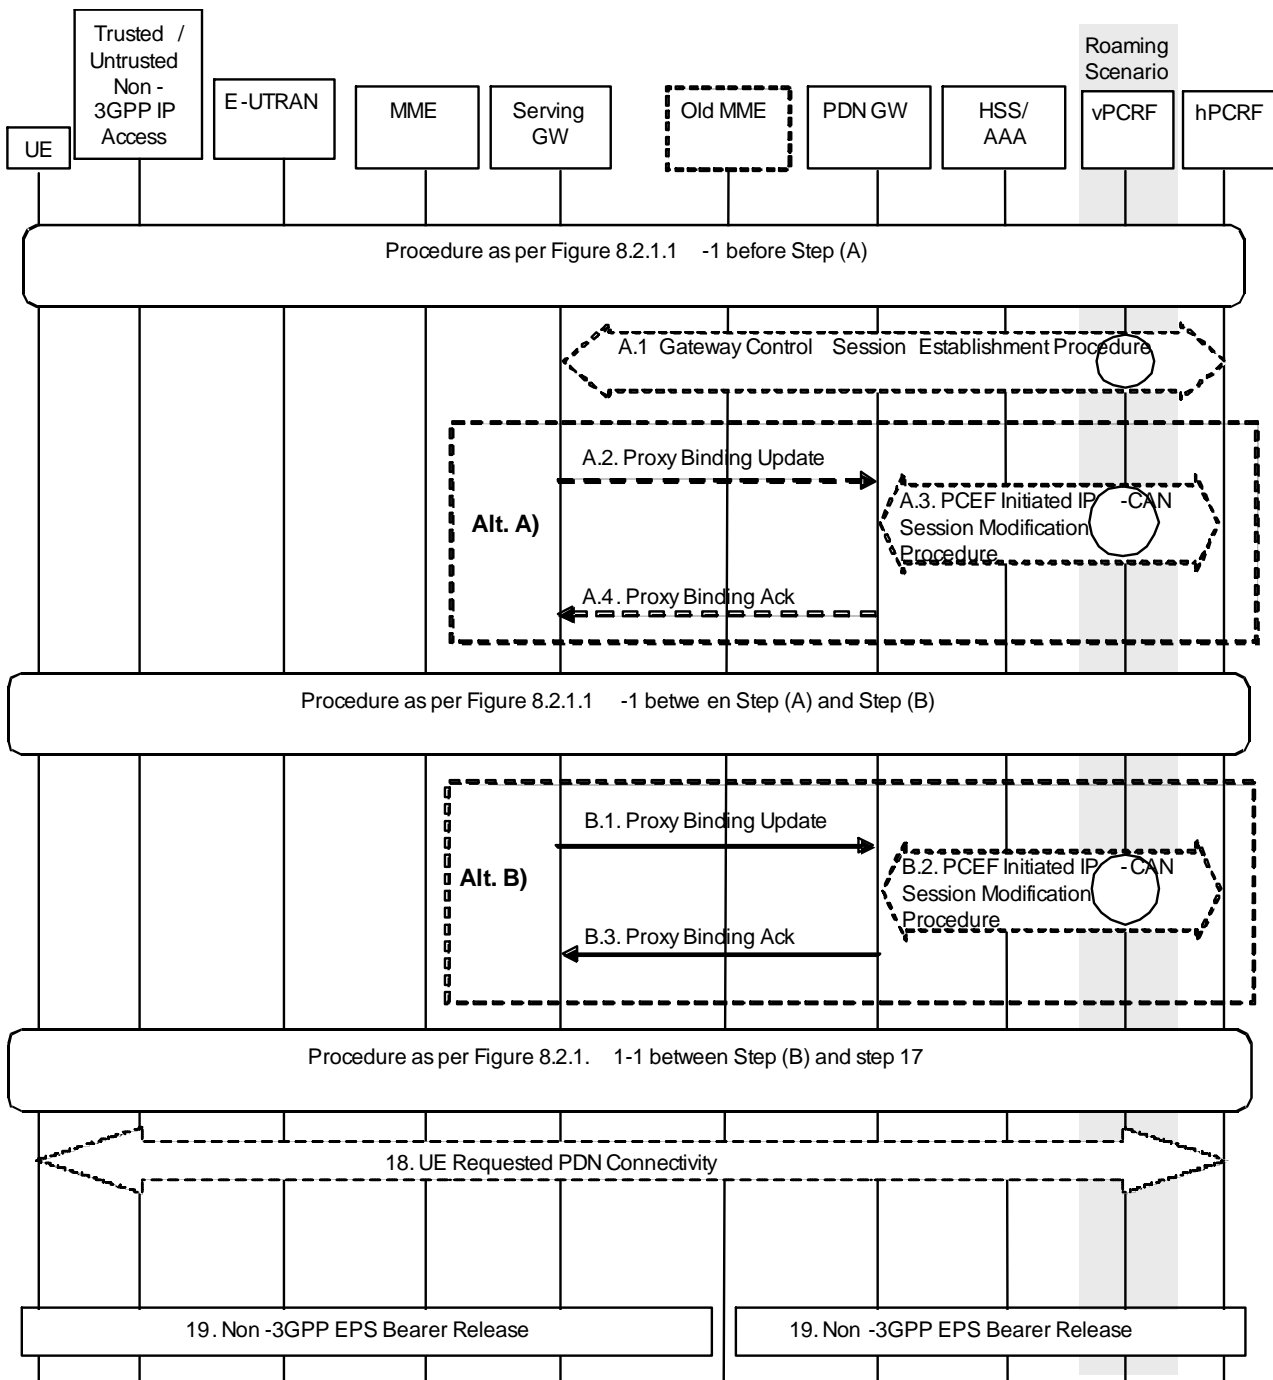 Trusted /
Untrusted
Non -
3GPP IP
Access
Roaming
Scenario
UE
E-UTRAN
MME
Serving
GW
Old MME
PDN GW
HSS/
AAA
vPCRF
hPCRF
Procedure as per Figure 8.2.1.1 -1 before Step (A)
A.1 Gateway Control Session Establishment Procedure
Alt. A)
A.2. Proxy Binding Update
A.3. PCEF Initiated IP -CAN
Session Modification
Procedure
A.4. Proxy Binding Ack
Procedure as per Figure 8.2.1.1 -1 betwe en Step (A) and Step (B)
Alt. B)
B.1. Proxy Binding Update
B.2. PCEF Initiated IP -CAN
Session Modification
Procedure
B.3. Proxy Binding Ack
Procedure as per Figure 8.2.1. 1-1 between Step (B) and step 17
18. UE Requested PDN Connectivity
19. Non -3GPP EPS Bearer Release
19. Non -3GPP EPS Bearer Release